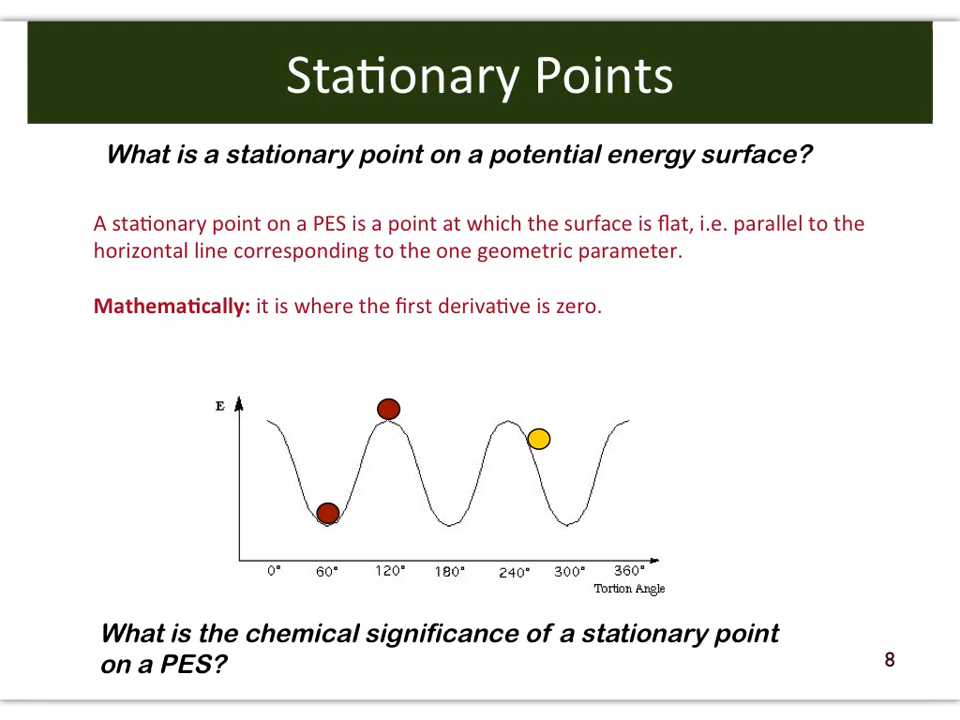 Stationary Points
What is a stationary point on a potential energy surface?
A stationary point on a PES is a point at which the surface is flat, i.e. parallel to the
horizontal line corresponding to the one geometric parameter.
Mathematically: it is where the first derivative is zero.
E
0° 60° 120° 180° 240° 300° 360°
Tortion Angle
What is the chemical significance of a stationary point
on a PES?
8